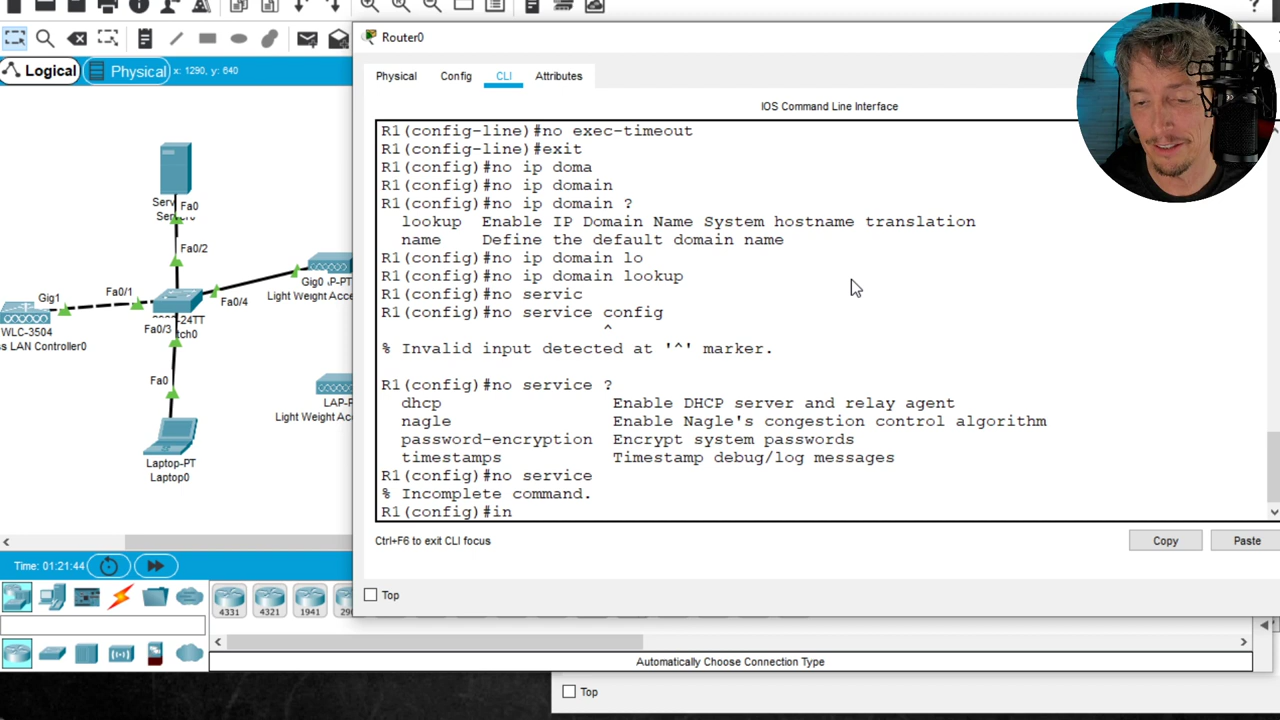 Router0
Logical
Physical
x: 1290, y: 640
Physical
Config
CLI
Attributes
IOS Command Line Interface
R1(config-line)#no exec-timeout
R1(config-line)#exit
R1(config)#no ip doma
R1(config)#no ip domain
R1(config)#no ip domain ?
lookup Enable IP Domain Name System hostname translation
name Define the default domain name
R1(config)#no ip domain lo
R1(config)#no ip domain lookup
R1(config)#no servic
R1(config)#no service config
^
% Invalid input detected at '^' marker.
R1(config)#no service ?
dhcp Enable DHCP server and relay agent
nagle Enable Nagle's congestion control algorithm
password-encryption Encrypt system passwords
timestamps Timestamp debug/log messages
R1(config)#no service
% Incomplete command.
R1(config)#in
Ctrl+F6 to exit CLI focus
Copy
Paste
Top
Fa0
Fa0/2
Gig0
Light Weight Acce
Gig1
Fa0/1
Fa0/4
WLC-3504
ss LAN Controller0
-24TT
Fa0/3
Fa0
LAP-P
Light Weight Acc
Laptop-PT
Laptop0
Time: 01:21:44
4331
4321
1941
Automatically Choose Connection Type
Top